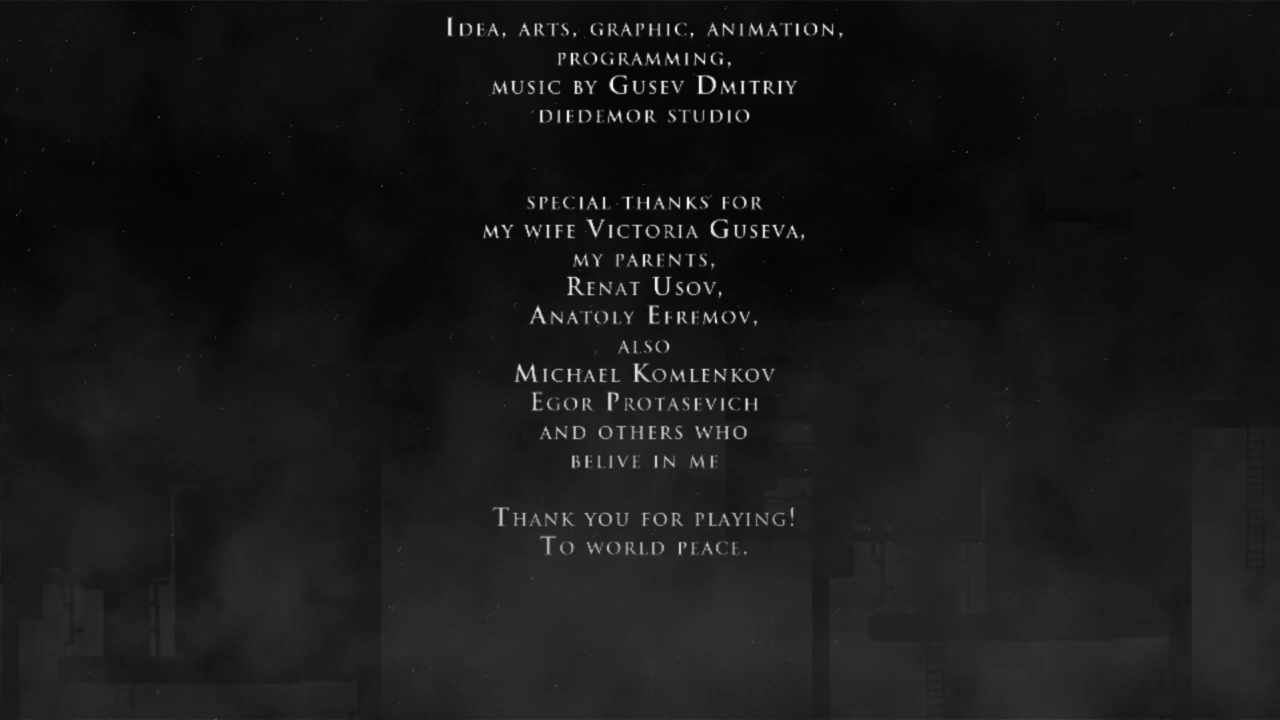 Idea, arts, graphic, animation,
programming,
music by Gusev Dmitriy
diedemor studio
special thanks for
my wife Victoria Guseva,
my parents,
Renat Usov,
Anatoly Efremov,
also
Michael Komlenkov
Egor Protasevich
and others who
belive in me
Thank you for playing!
To world peace.